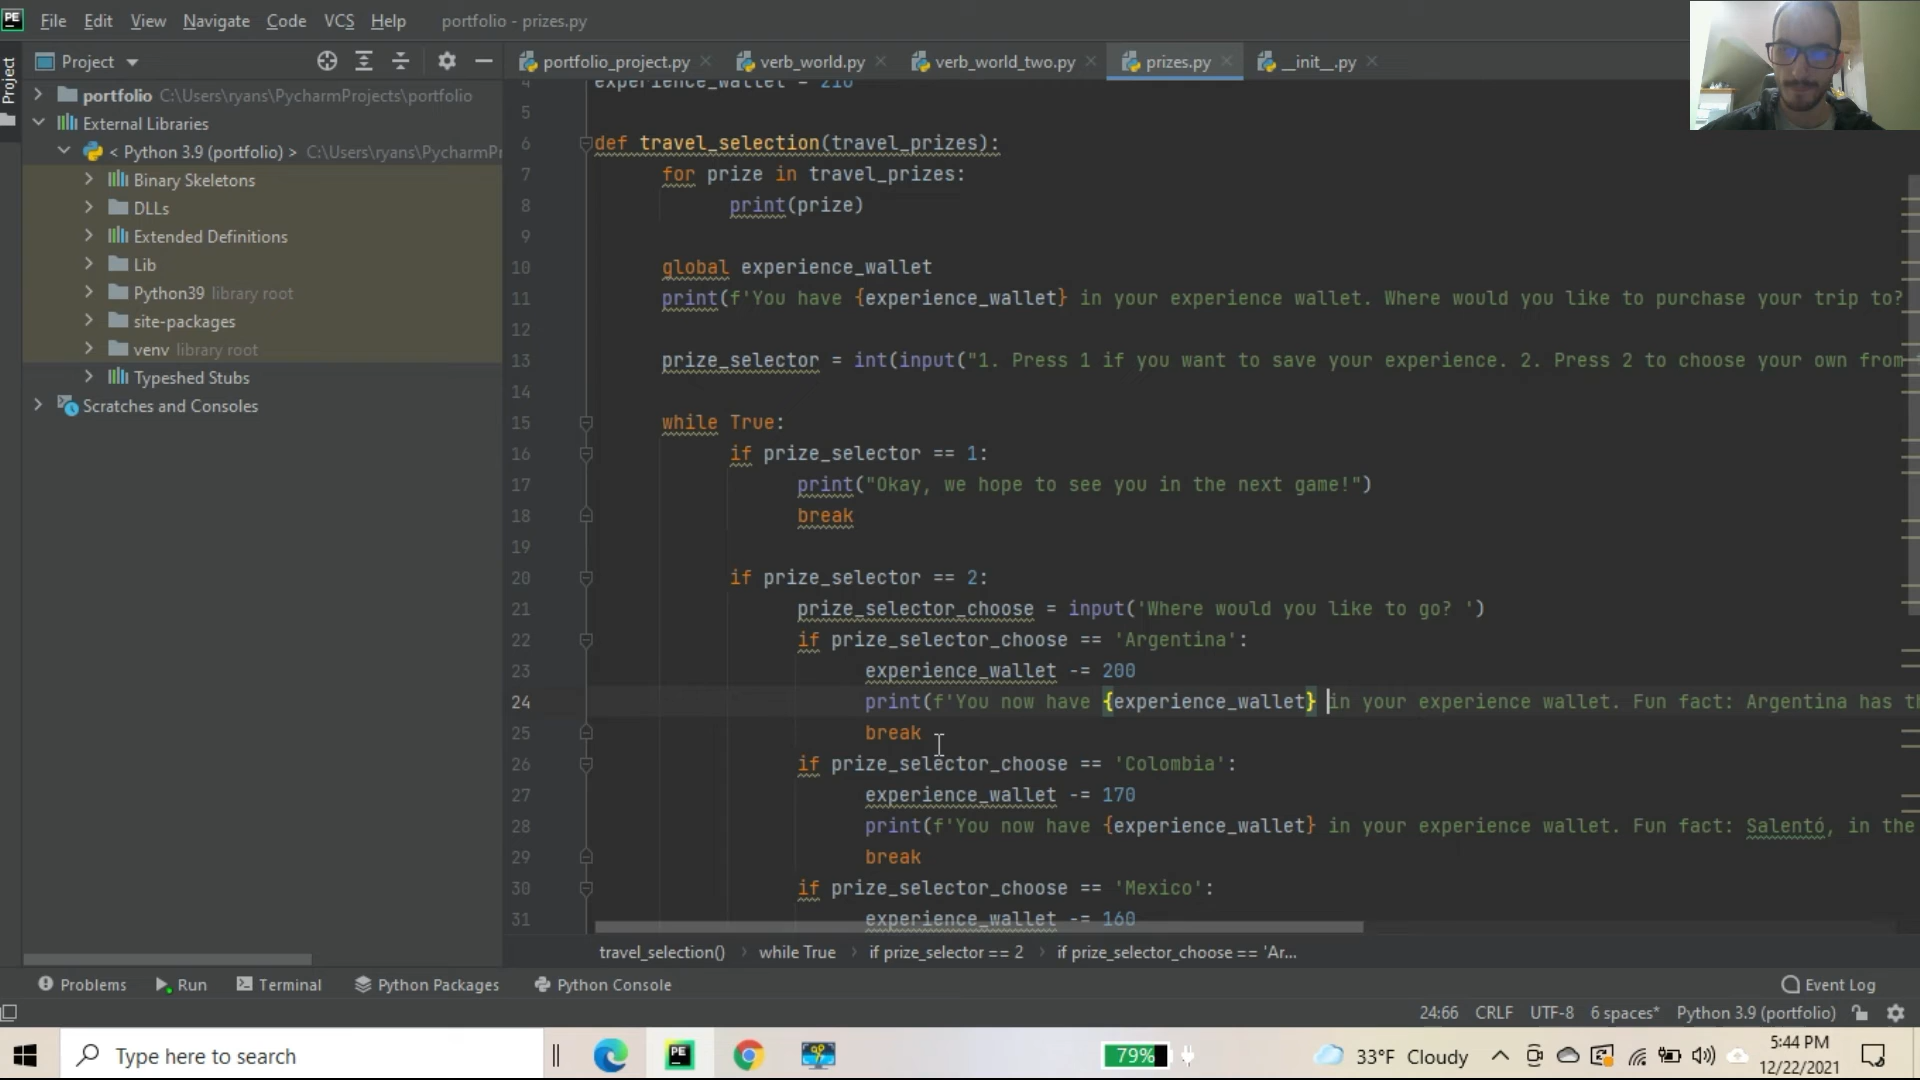 PE File Edit View Navigate Code VCS Help portfolio - prizes.py
Project
Project portfolio_project.py verb_world.py verb_world_two.py prizes.py __init__.py
portfolio C:\Users\ryans\PycharmProjects\portfolio
External Libraries
< Python 3.9 (portfolio) > C:\Users\ryans\PycharmPr
Binary Skeletons
DLLs
Extended Definitions
Lib
Python39 library root
site-packages
venv library root
Typeshed Stubs
Scratches and Consoles
4 experience_wallet = 210
5
6 def travel_selection(travel_prizes):
7 for prize in travel_prizes:
8 print(prize)
9
10 global experience_wallet
11 print(f'You have {experience_wallet} in your experience wallet. Where would you like to purchase your trip to?
12
13 prize_selector = int(input("1. Press 1 if you want to save your experience. 2. Press 2 to choose your own from
14
15 while True:
16 if prize_selector == 1:
17 print("Okay, we hope to see you in the next game!")
18 break
19
20 if prize_selector == 2:
21 prize_selector_choose = input('Where would you like to go? ')
22 if prize_selector_choose == 'Argentina':
23 experience_wallet -= 200
24 print(f'You now have {experience_wallet} in your experience wallet. Fun fact: Argentina has th
25 break
26 if prize_selector_choose == 'Colombia':
27 experience_wallet -= 170
28 print(f'You now have {experience_wallet} in your experience wallet. Fun fact: Salentó, in the
29 break
30 if prize_selector_choose == 'Mexico':
31 experience_wallet -= 160
travel_selection() while True if prize_selector == 2 if prize_selector_choose == 'Ar...
Problems Run Terminal Python Packages Python Console Event Log
24:66 CRLF UTF-8 6 spaces* Python 3.9 (portfolio)
Type here to search PE 79% 33°F Cloudy 5:44 PM
12/22/2021